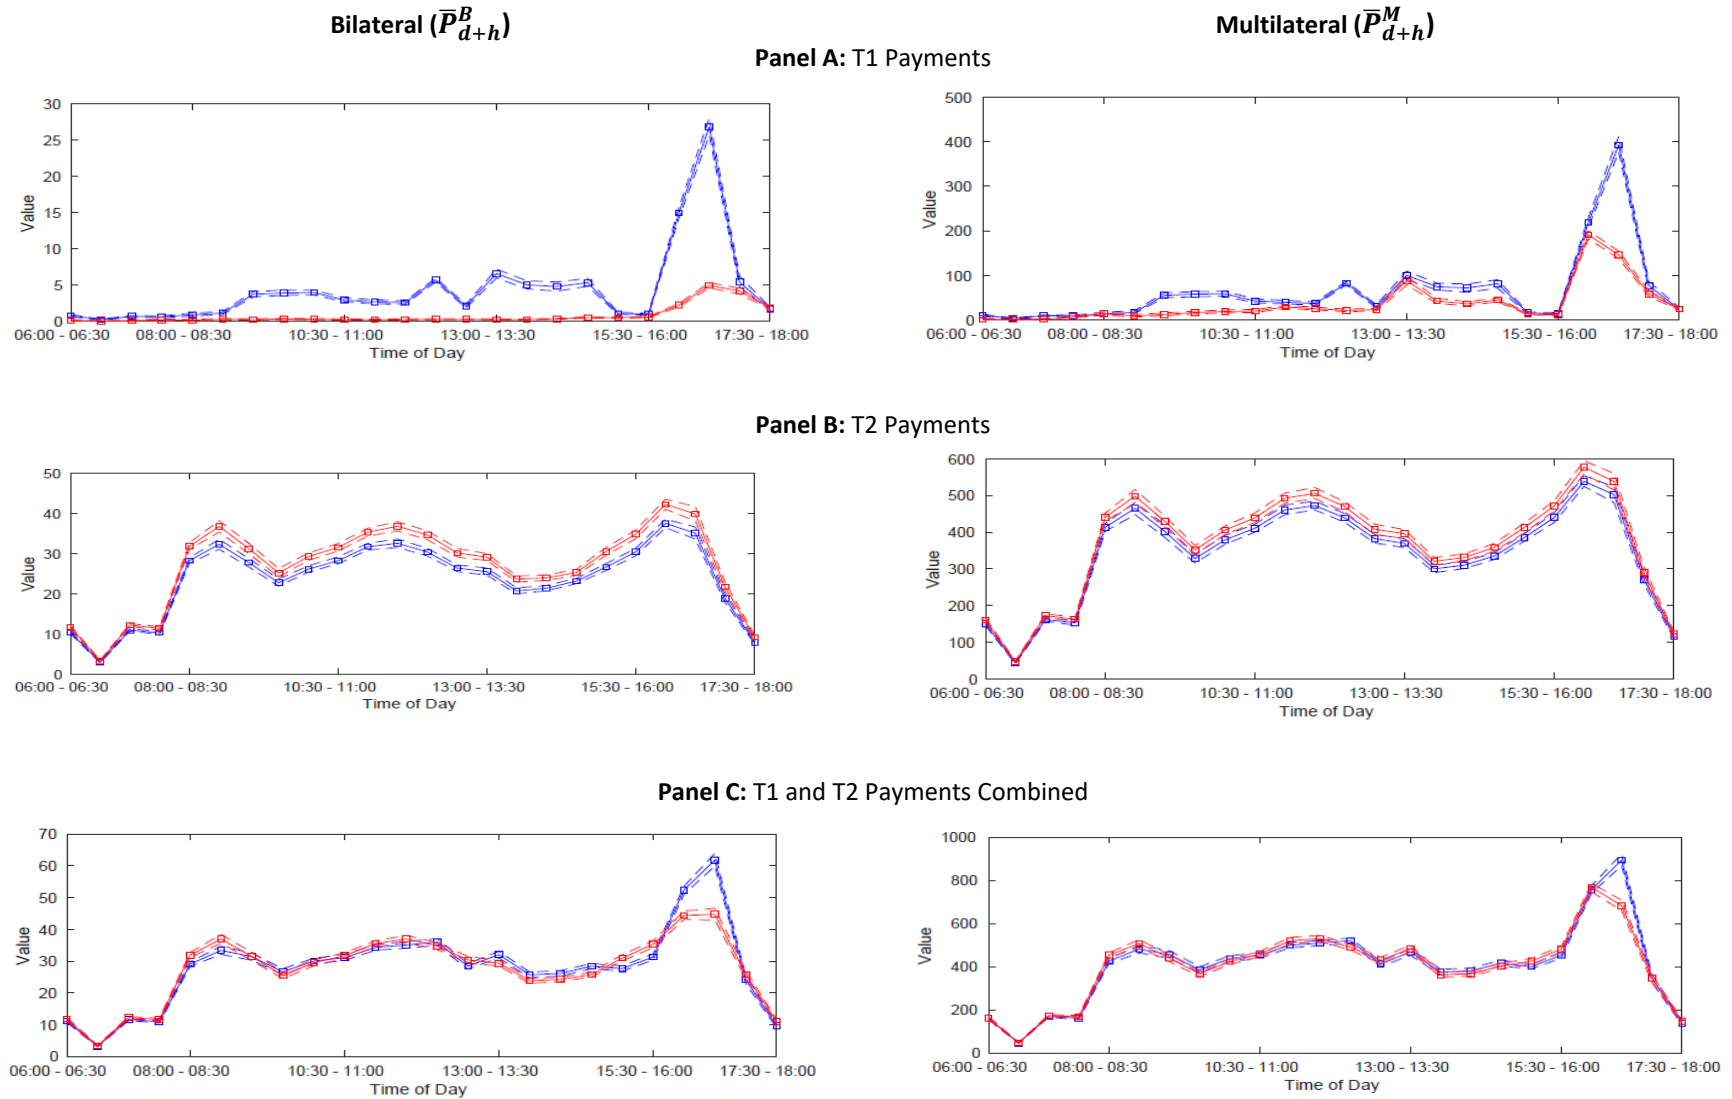 Bilateral (P̅ᴮd+h)
Multilateral (P̅ᴹd+h)
Panel A: T1 Payments
30
25
20
15
10
5
0
Value
06:00 - 06:30
08:00 - 08:30
10:30 - 11:00
13:00 - 13:30
15:30 - 16:00
17:30 - 18:00
Time of Day
500
400
300
200
100
0
Value
06:00 - 06:30
08:00 - 08:30
10:30 - 11:00
13:00 - 13:30
15:30 - 16:00
17:30 - 18:00
Time of Day
Panel B: T2 Payments
50
40
30
20
10
0
Value
06:00 - 06:30
08:00 - 08:30
10:30 - 11:00
13:00 - 13:30
15:30 - 16:00
17:30 - 18:00
Time of Day
600
500
400
300
200
100
0
Value
06:00 - 06:30
08:00 - 08:30
10:30 - 11:00
13:00 - 13:30
15:30 - 16:00
17:30 - 18:00
Time of Day
Panel C: T1 and T2 Payments Combined
70
60
50
40
30
20
10
0
Value
06:00 - 06:30
08:00 - 08:30
10:30 - 11:00
13:00 - 13:30
15:30 - 16:00
17:30 - 18:00
Time of Day
1000
800
600
400
200
0
Value
06:00 - 06:30
08:00 - 08:30
10:30 - 11:00
13:00 - 13:30
15:30 - 16:00
17:30 - 18:00
Time of Day